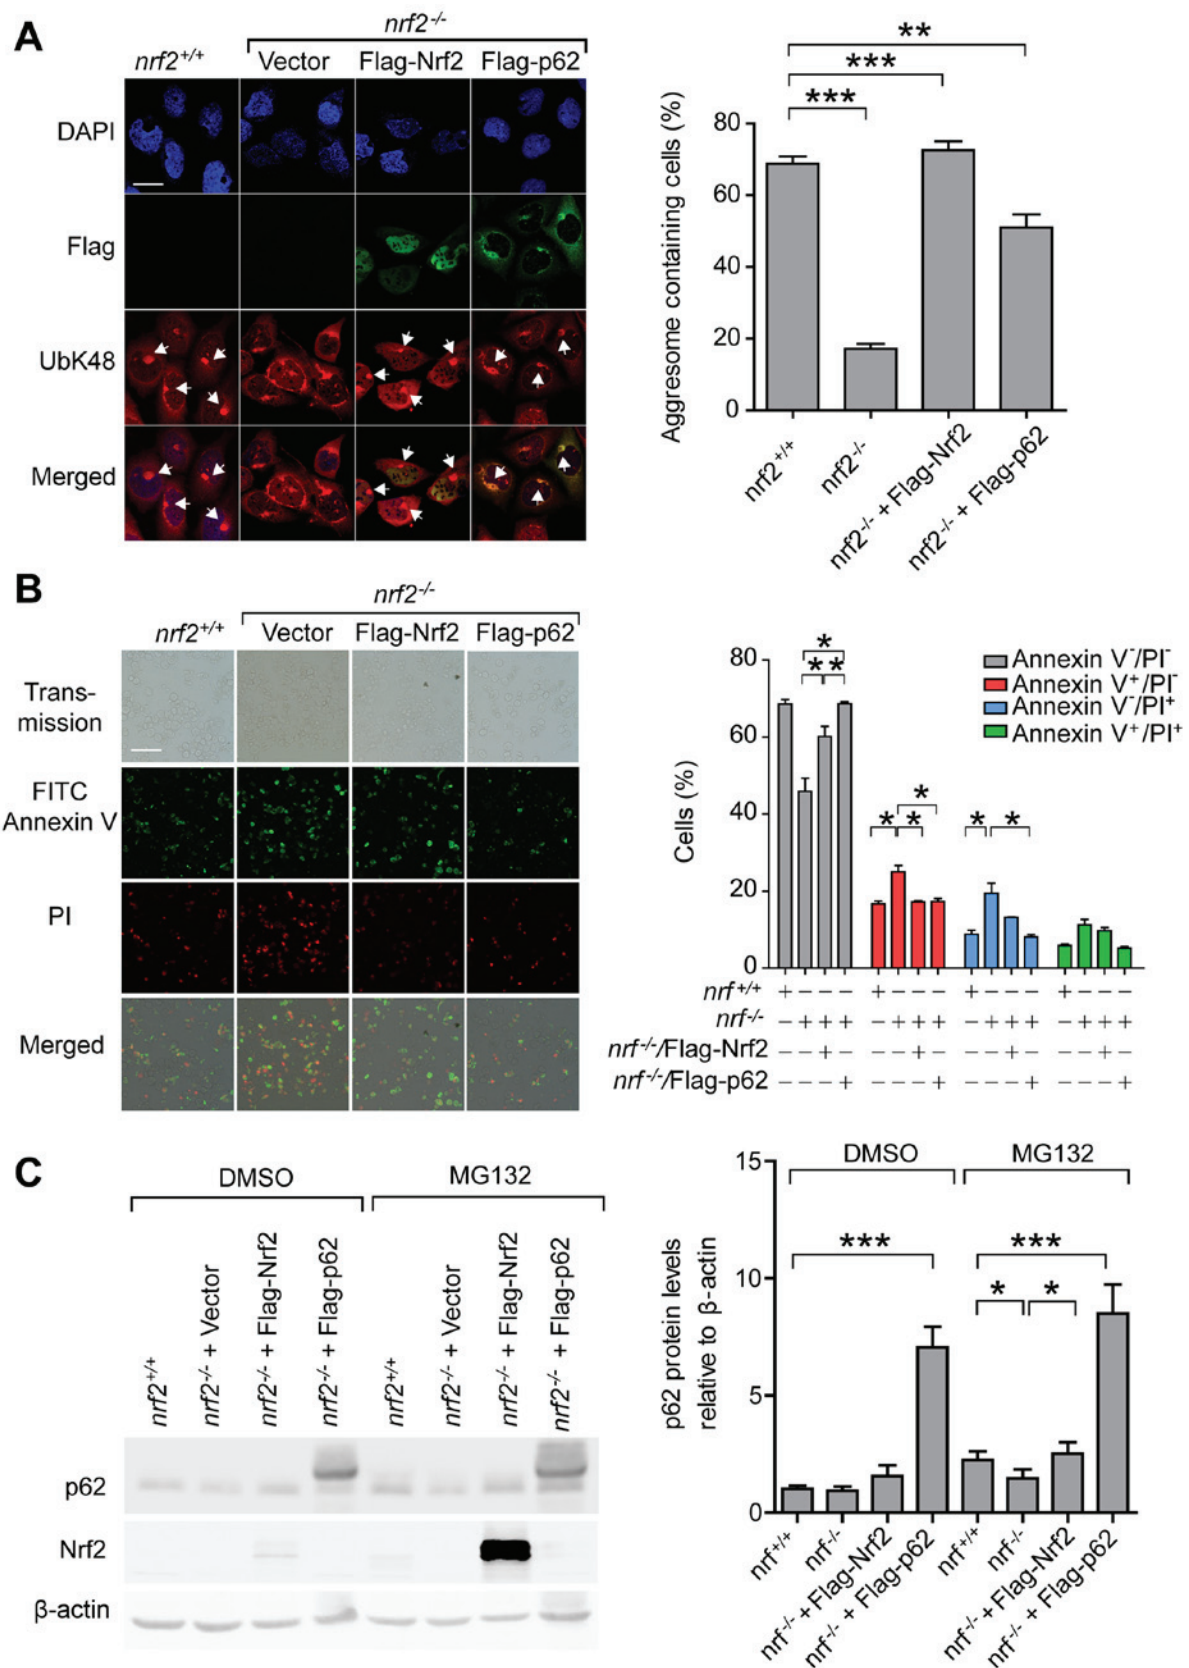 A
nrf2-/-
nrf2+/+
Vector
Flag-Nrf2
Flag-p62
DAPI
Flag
UbK48
Merged
**
***
***
Aggresome containing cells (%)
80
60
40
20
0
nrf2+/+
nrf2-/-
nrf2-/- + Flag-Nrf2
nrf2-/- + Flag-p62
B
nrf2-/-
nrf2+/+
Vector
Flag-Nrf2
Flag-p62
Trans-
mission
FITC
Annexin V
PI
Merged
Cells (%)
80
60
40
20
0
*
* *
*
* *
* *
Annexin V-/PI-
Annexin V+/PI-
Annexin V-/PI+
Annexin V+/PI+
nrf+/+ + − − − + − − − + − − − + − − −
nrf-/- − + + + − + + + − + + + − + + +
nrf-/-/Flag-Nrf2 − − + − − − + − − − + − − − + −
nrf-/-/Flag-p62 − − − + − − − + − − − + − − − +
C
DMSO
MG132
nrf2+/+
nrf2-/- + Vector
nrf2-/- + Flag-Nrf2
nrf2-/- + Flag-p62
nrf2+/+
nrf2-/- + Vector
nrf2-/- + Flag-Nrf2
nrf2-/- + Flag-p62
p62
Nrf2
β-actin
p62 protein levels
relative to β-actin
15
10
5
0
DMSO
MG132
***
***
* *
nrf+/+
nrf-/-
nrf-/- + Flag-Nrf2
nrf-/- + Flag-p62
nrf+/+
nrf-/-
nrf-/- + Flag-Nrf2
nrf-/- + Flag-p62